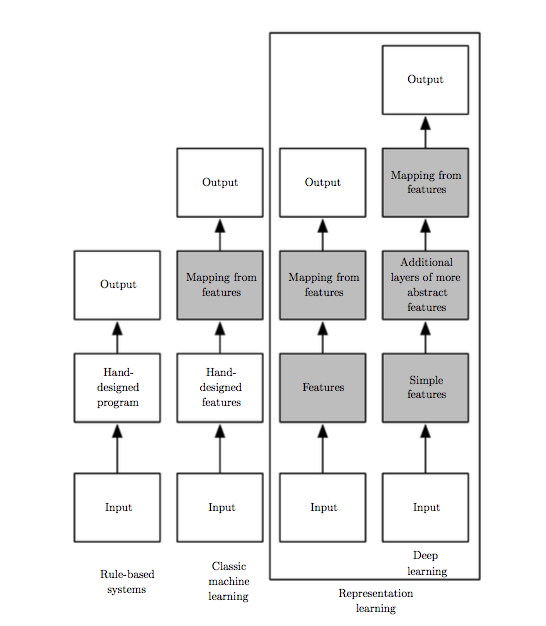 Output
Output
Output
Mapping from
features
Output
Mapping from
features
Mapping from
features
Additional
layers of more
abstract
features
Hand-
designed
program
Hand-
designed
features
Features
Simple
features
Input
Input
Input
Input
Rule-based
systems
Classic
machine
learning
Deep
learning
Representation
learning